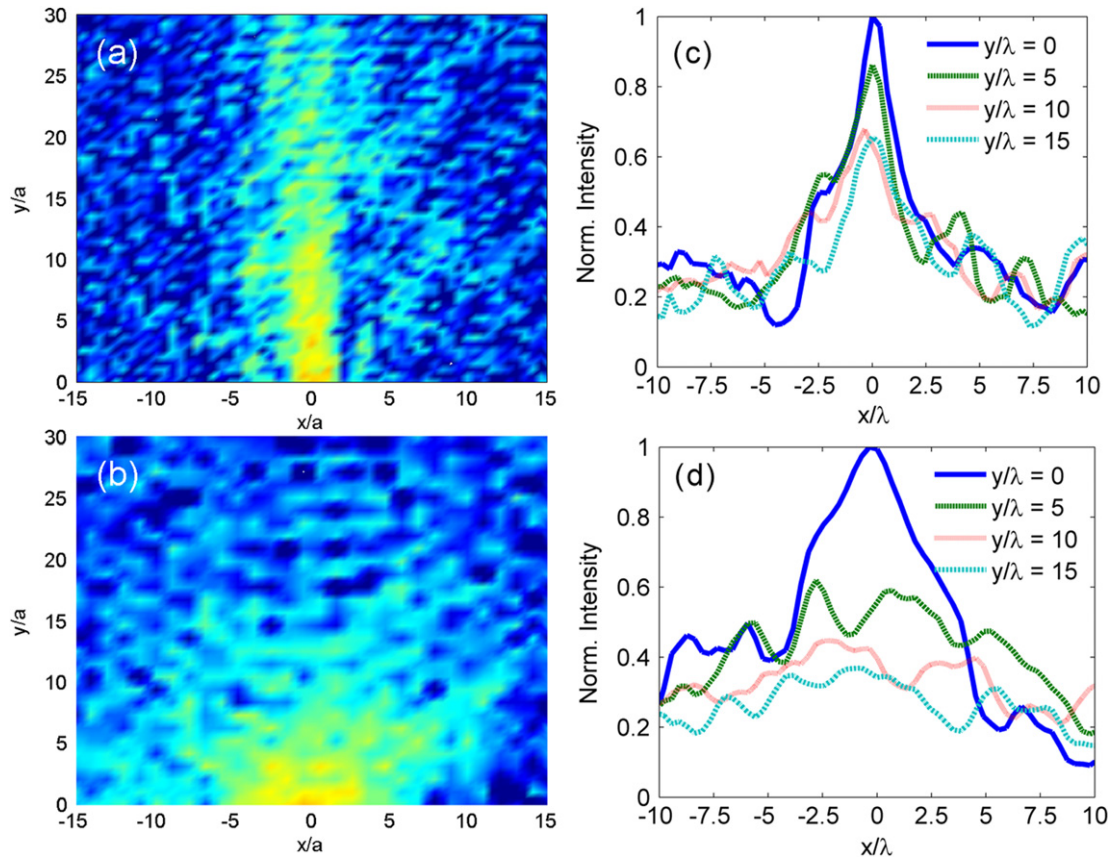 (a)
30
25
20
15
10
5
0
y/a
-15 -10 -5 0 5 10 15
x/a
(c)
1
0.8
0.6
0.4
0.2
0
Norm. Intensity
y/λ = 0
y/λ = 5
y/λ = 10
y/λ = 15
-10 -7.5 -5 -2.5 0 2.5 5 7.5 10
x/λ
(b)
30
25
20
15
10
5
0
y/a
-15 -10 -5 0 5 10 15
x/a
(d)
1
0.8
0.6
0.4
0.2
0
Norm. Intensity
y/λ = 0
y/λ = 5
y/λ = 10
y/λ = 15
-10 -7.5 -5 -2.5 0 2.5 5 7.5 10
x/λ